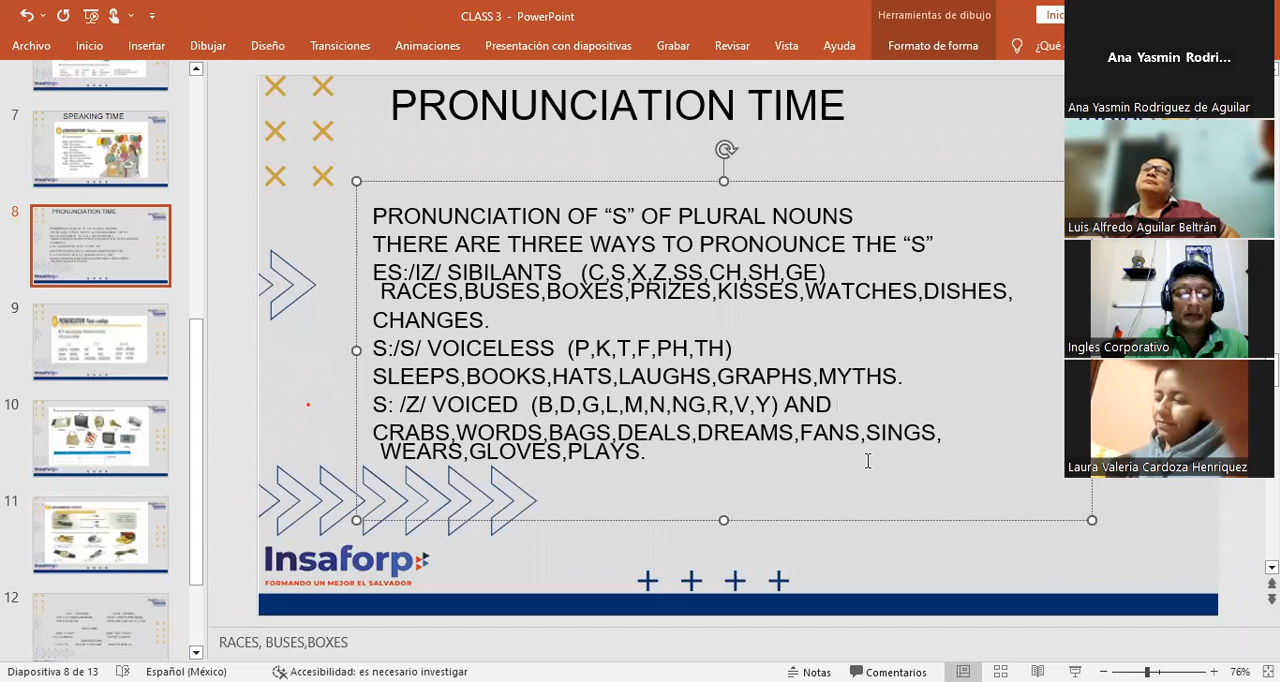 CLASS 3 - PowerPoint
Herramientas de dibujo
Inic
Archivo Inicio Insertar Dibujar Diseño Transiciones Animaciones Presentación con diapositivas Grabar Revisar Vista Ayuda Formato de forma ¿Qué
Ana Yasmin Rodri...
Ana Yasmin Rodriguez de Aguilar
Luis Alfredo Aguilar Beltrán
Ingles Corporativo
Laura Valeria Cardoza Henriquez
7
SPEAKING TIME
8
PRONUNCIATION TIME
9
10
11
12
PRONUNCIATION TIME
PRONUNCIATION OF “S” OF PLURAL NOUNS
THERE ARE THREE WAYS TO PRONOUNCE THE “S”
ES:/IZ/ SIBILANTS (C,S,X,Z,SS,CH,SH,GE)
RACES,BUSES,BOXES,PRIZES,KISSES,WATCHES,DISHES,
CHANGES.
S:/S/ VOICELESS (P,K,T,F,PH,TH)
SLEEPS,BOOKS,HATS,LAUGHS,GRAPHS,MYTHS.
S: /Z/ VOICED (B,D,G,L,M,N,NG,R,V,Y) AND
CRABS,WORDS,BAGS,DEALS,DREAMS,FANS,SINGS,
WEARS,GLOVES,PLAYS.
Insaforp
FORMANDO UN MEJOR EL SALVADOR
RACES, BUSES,BOXES
Diapositiva 8 de 13 Español (México) Accesibilidad: es necesario investigar Notas Comentarios 76%